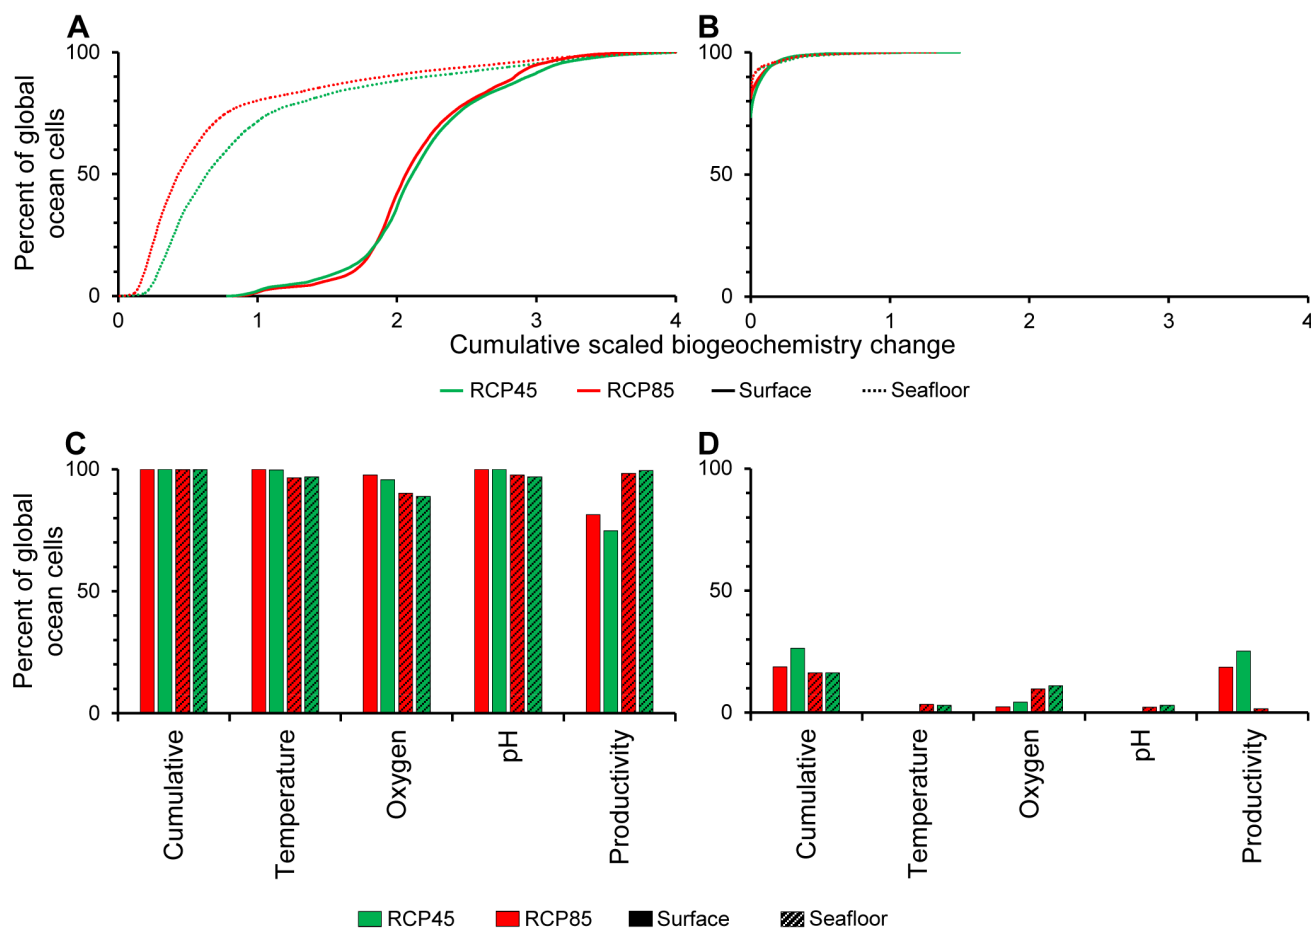 A
B
Percent of global
ocean cells
100
50
0
0
1
2
3
4
100
50
0
0
1
2
3
4
Cumulative scaled biogeochemistry change
RCP45
RCP85
Surface
Seafloor
C
D
Percent of global
ocean cells
100
50
0
100
50
0
Cumulative
Temperature
Oxygen
pH
Productivity
Cumulative
Temperature
Oxygen
pH
Productivity
RCP45
RCP85
Surface
Seafloor